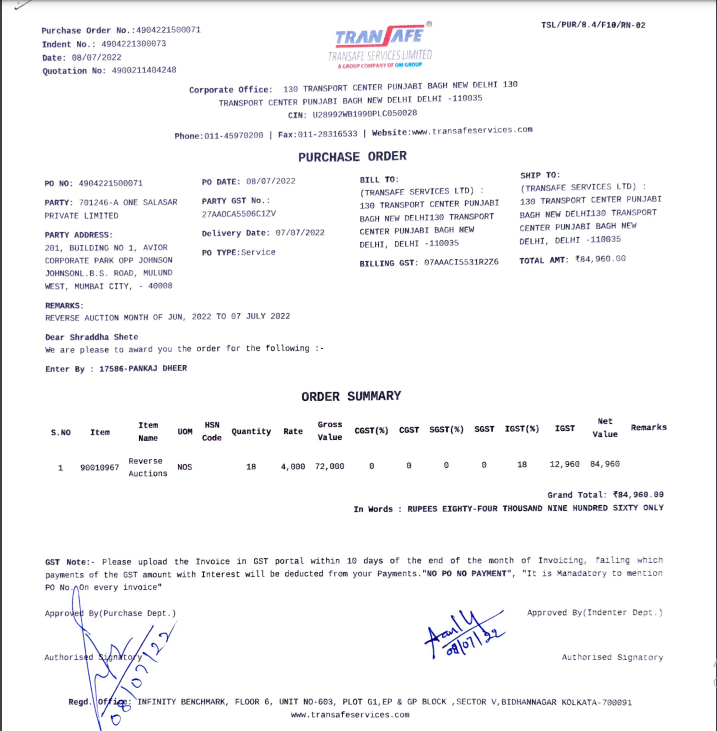 Purchase Order No.:4904221500071
Indent No.: 4904221300073
Date: 08/07/2022
Quotation No: 4900211404248
TRANSAFE®
TRANSAFE SERVICES LIMITED
A GROUP COMPANY OF OM GROUP
TSL/PUR/8.4/F10/RN-02
Corporate Office: 130 TRANSPORT CENTER PUNJABI BAGH NEW DELHI 130
TRANSPORT CENTER PUNJABI BAGH NEW DELHI DELHI -110035
CIN: U28992WB1990PLC050028
Phone:011-45970200 | Fax:011-28316533 | Website:www.transafeservices.com
PURCHASE ORDER
PO NO: 4904221500071
PARTY: 701246-A ONE SALASAR
PRIVATE LIMITED
PARTY ADDRESS:
201, BUILDING NO 1, AVIOR
CORPORATE PARK OPP JOHNSON
JOHNSONL.B.S. ROAD, MULUND
WEST, MUMBAI CITY, - 40008
PO DATE: 08/07/2022
PARTY GST No.:
27AAOCA5506C1ZV
Delivery Date: 07/07/2022
PO TYPE:Service
BILL TO:
(TRANSAFE SERVICES LTD) :
130 TRANSPORT CENTER PUNJABI
BAGH NEW DELHI130 TRANSPORT
CENTER PUNJABI BAGH NEW
DELHI, DELHI -110035
BILLING GST: 07AAACI5531R2Z6
SHIP TO:
(TRANSAFE SERVICES LTD) :
130 TRANSPORT CENTER PUNJABI
BAGH NEW DELHI130 TRANSPORT
CENTER PUNJABI BAGH NEW
DELHI, DELHI -110035
TOTAL AMT: ₹84,960.00
REMARKS:
REVERSE AUCTION MONTH OF JUN, 2022 TO 07 JULY 2022
Dear Shraddha Shete
We are please to award you the order for the following :-
Enter By : 17586-PANKAJ DHEER
ORDER SUMMARY
S.NO Item Item Name UOM HSN Code Quantity Rate Gross Value CGST(%) CGST SGST(%) SGST IGST(%) IGST Net Value Remarks
1 90010967 Reverse Auctions NOS 18 4,000 72,000 0 0 0 0 18 12,960 84,960
Grand Total: ₹84,960.00
In Words : RUPEES EIGHTY-FOUR THOUSAND NINE HUNDRED SIXTY ONLY
GST Note:- Please upload the Invoice in GST portal within 10 days of the end of the month of Invoicing, failing which
payments of the GST amount with Interest will be deducted from your Payments."NO PO NO PAYMENT", "It is Manadatory to mention
PO No. On every invoice"
Approved By(Purchase Dept.)
Approved By(Indenter Dept.)
08/07/22
08/07/22
Authorised Signatory
Authorised Signatory
Regd. Office: INFINITY BENCHMARK, FLOOR 6, UNIT NO-603, PLOT G1,EP & GP BLOCK ,SECTOR V,BIDHANNAGAR KOLKATA-700091
www.transafeservices.com